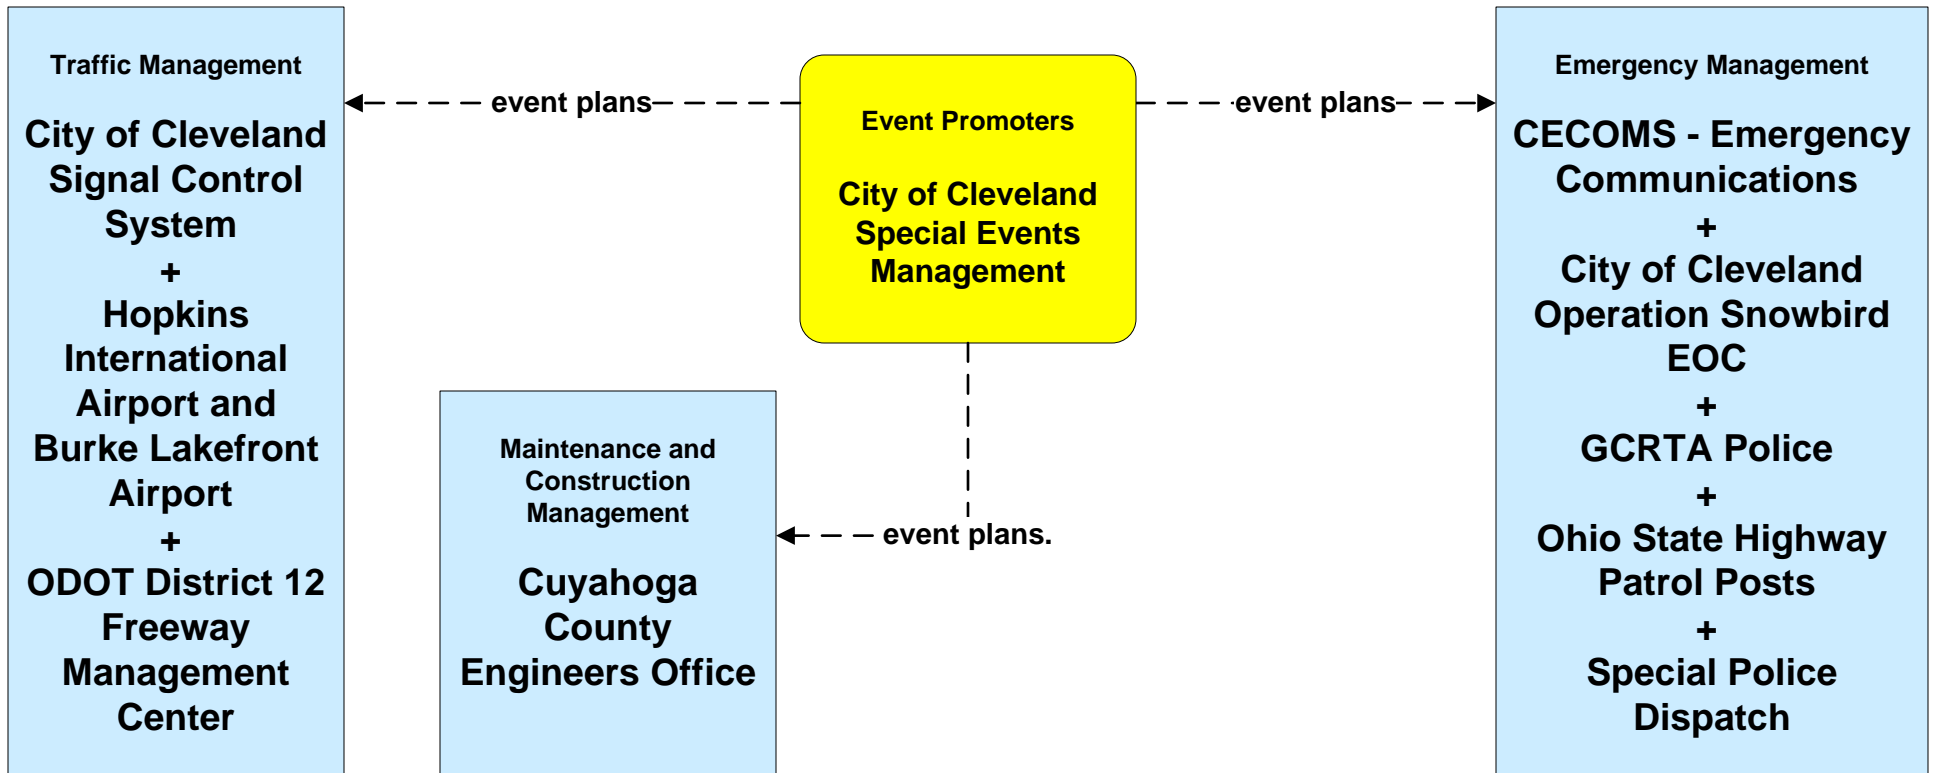 Traffic Management
City of Cleveland
Signal Control
System
+
Hopkins
International
Airport and
Burke Lakefront
Airport
+
ODOT District 12
Freeway
Management
Center
event plans
Event Promoters
City of Cleveland
Special Events
Management
event plans
Maintenance and
Construction
Management
Cuyahoga
County
Engineers Office
event plans.
Emergency Management
CECOMS - Emergency
Communications
+
City of Cleveland
Operation Snowbird
EOC
+
GCRTA Police
+
Ohio State Highway
Patrol Posts
+
Special Police
Dispatch